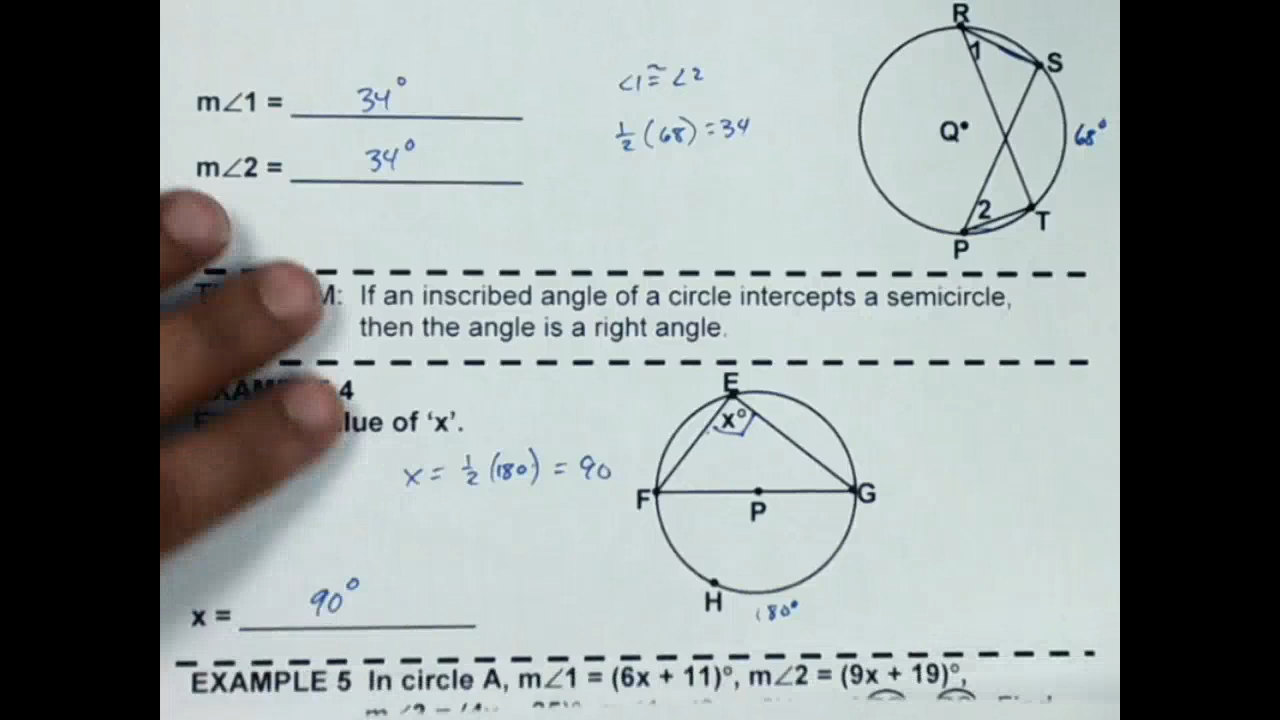 R
∠1 ≅ ∠2
1
S
m∠1 = 34°
½ (68) = 34
Q
68°
m∠2 = 34°
2
T
P
M: If an inscribed angle of a circle intercepts a semicircle,
then the angle is a right angle.
4
E
lue of ‘x’.
x°
x = ½ (180) = 90
F
P
G
H
180°
x = 90°
EXAMPLE 5 In circle A, m∠1 = (6x + 11)°, m∠2 = (9x + 19)°,